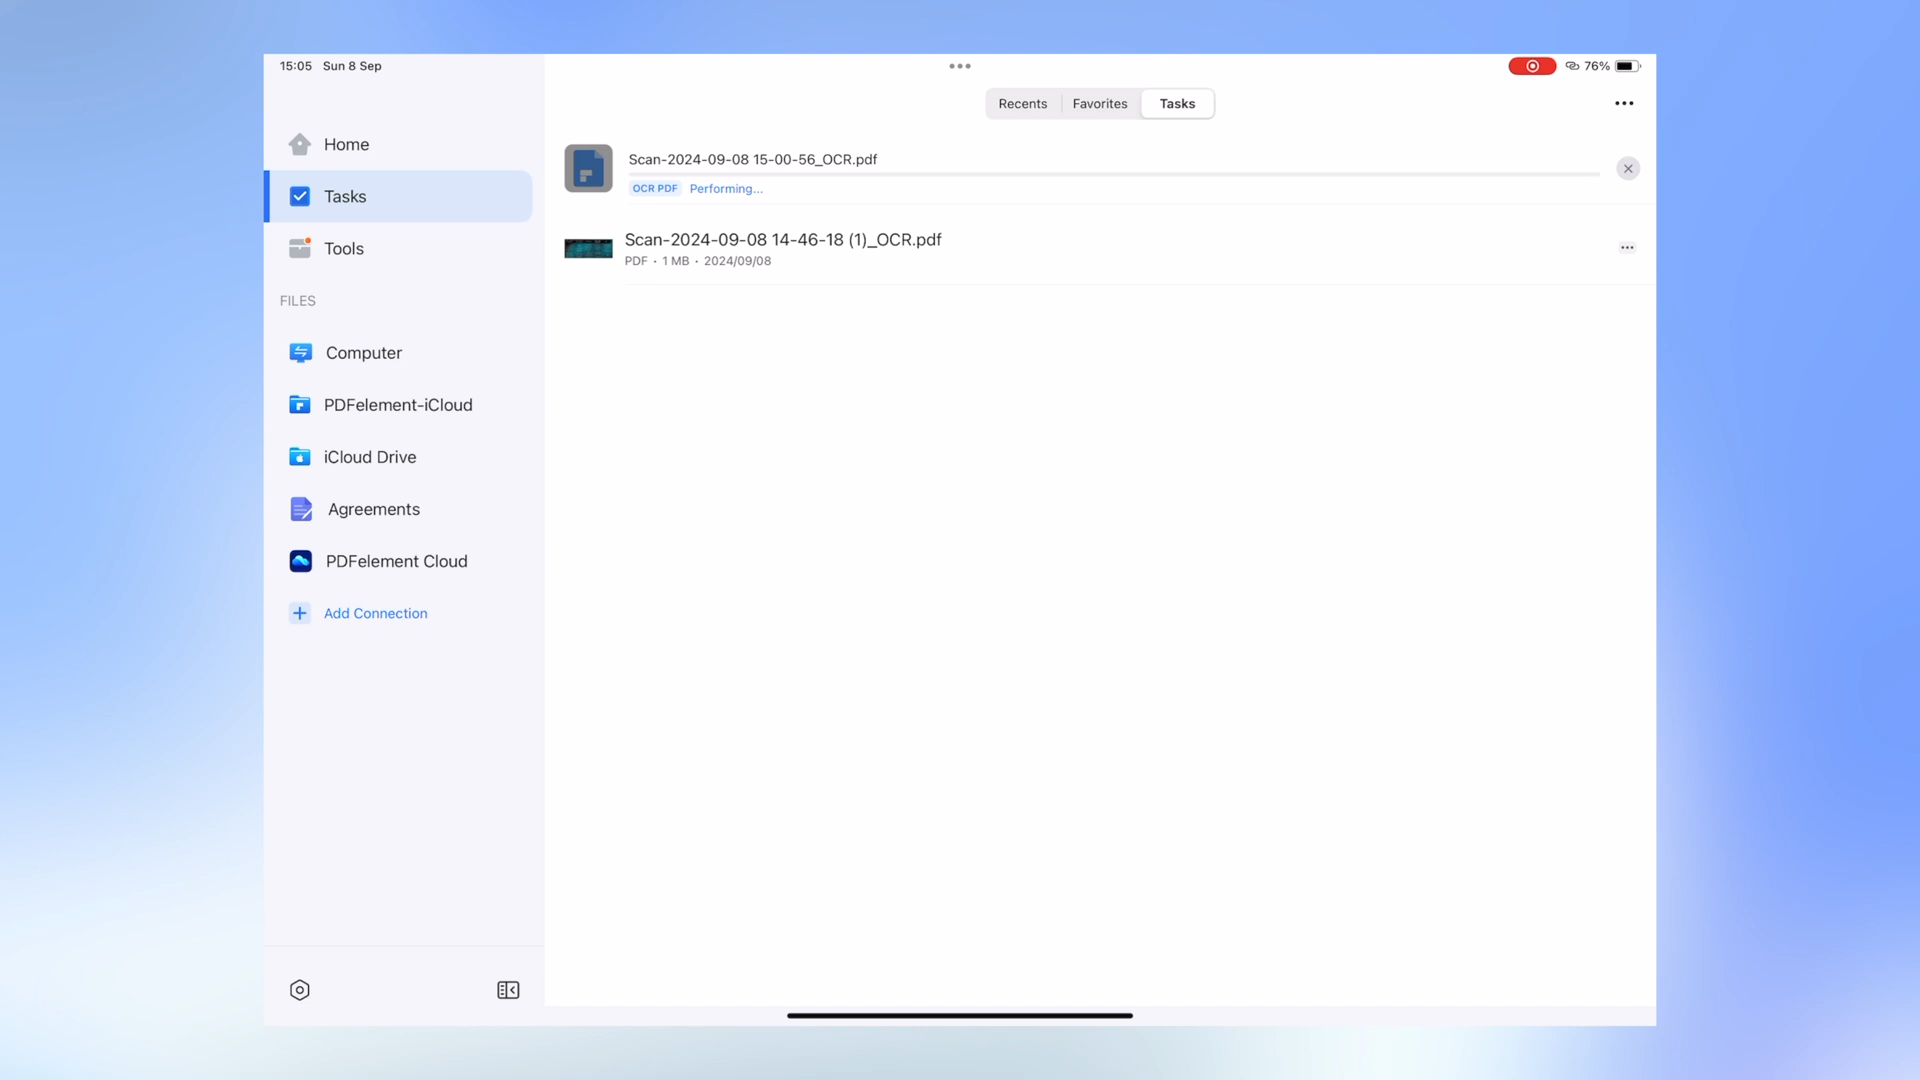 15:05 Sun 8 Sep
76%
Recents Favorites Tasks
Home
Tasks
Tools
FILES
Computer
PDFelement-iCloud
iCloud Drive
Agreements
PDFelement Cloud
Add Connection
Scan-2024-09-08 15-00-56_OCR.pdf
OCR PDF Performing...
Scan-2024-09-08 14-46-18 (1)_OCR.pdf
PDF · 1 MB · 2024/09/08